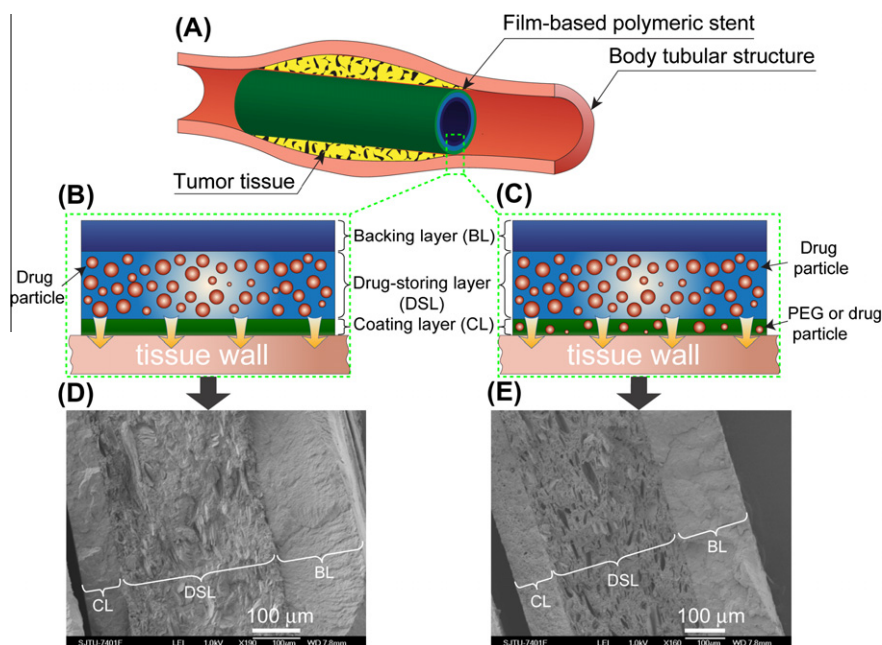 (A)
Film-based polymeric stent
Body tubular structure
Tumor tissue
(B)
(C)
Drug
particle
Backing layer (BL)
Drug-storing layer
(DSL)
Coating layer (CL)
Drug
particle
PEG or drug
particle
tissue wall
tissue wall
(D)
(E)
CL
DSL
BL
100 μm
SJTU-7401F LEI 1.0kV X190 100μm WD 7.8mm
CL
DSL
BL
100 μm
SJTU-7401F LEI 1.0kV X160 100μm WD 7.8mm